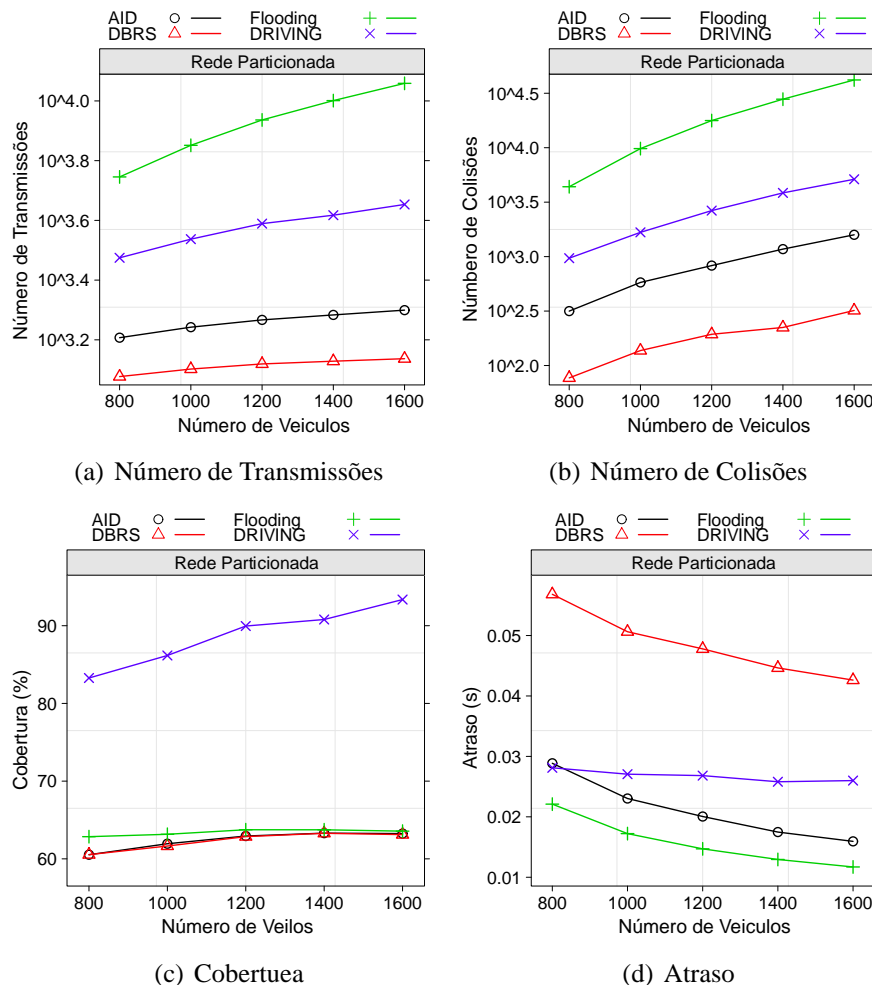 AID Flooding
DBRS DRIVING
Rede Particionada
Número de Transmissões
10^4.0
10^3.8
10^3.6
10^3.4
10^3.2
800 1000 1200 1400 1600
Número de Veiculos
(a) Número de Transmissões
AID Flooding
DBRS DRIVING
Rede Particionada
Númbero de Colisões
10^4.5
10^4.0
10^3.5
10^3.0
10^2.5
10^2.0
800 1000 1200 1400 1600
Númbero de Veiculos
(b) Número de Colisões
AID Flooding
DBRS DRIVING
Rede Particionada
Cobertura (%)
90
80
70
60
800 1000 1200 1400 1600
Número de Veilos
(c) Cobertuea
AID Flooding
DBRS DRIVING
Rede Particionada
Atraso (s)
0.05
0.04
0.03
0.02
0.01
800 1000 1200 1400 1600
Número de Veiculos
(d) Atraso